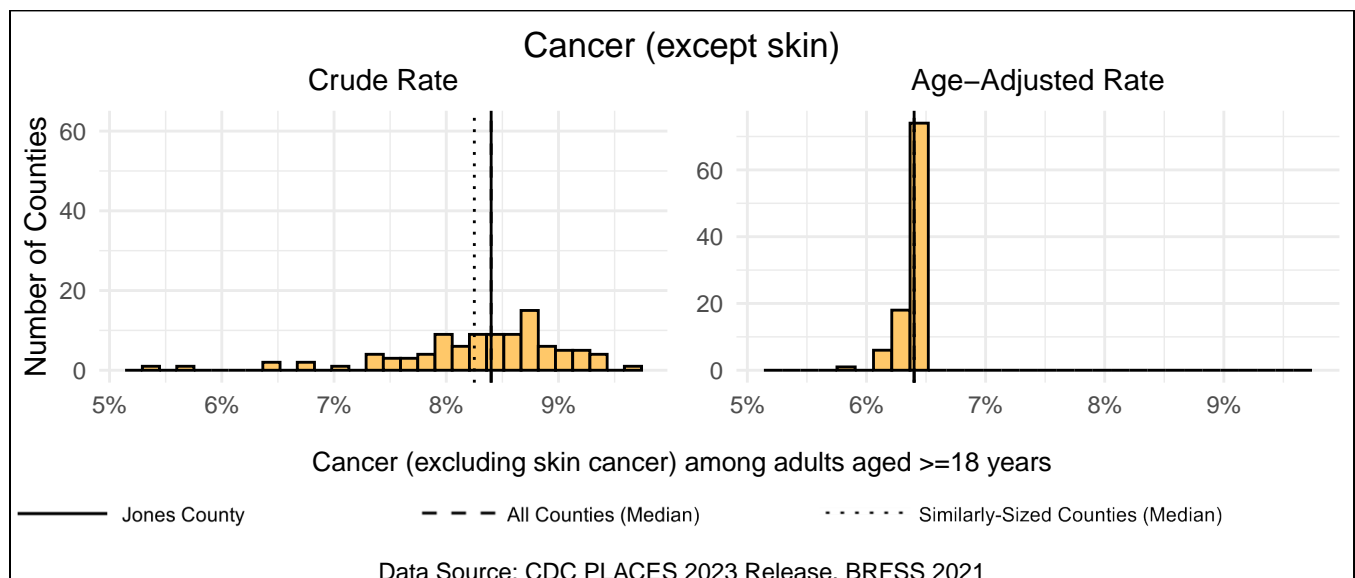 Cancer (except skin)
Crude Rate
Age−Adjusted Rate
Number of Counties
60
40
20
0
5%
6%
7%
8%
9%
60
40
20
0
5%
6%
7%
8%
9%
Cancer (excluding skin cancer) among adults aged >=18 years
Jones County
All Counties (Median)
Similarly-Sized Counties (Median)
Data Source: CDC PLACES 2023 Release, BRFSS 2021